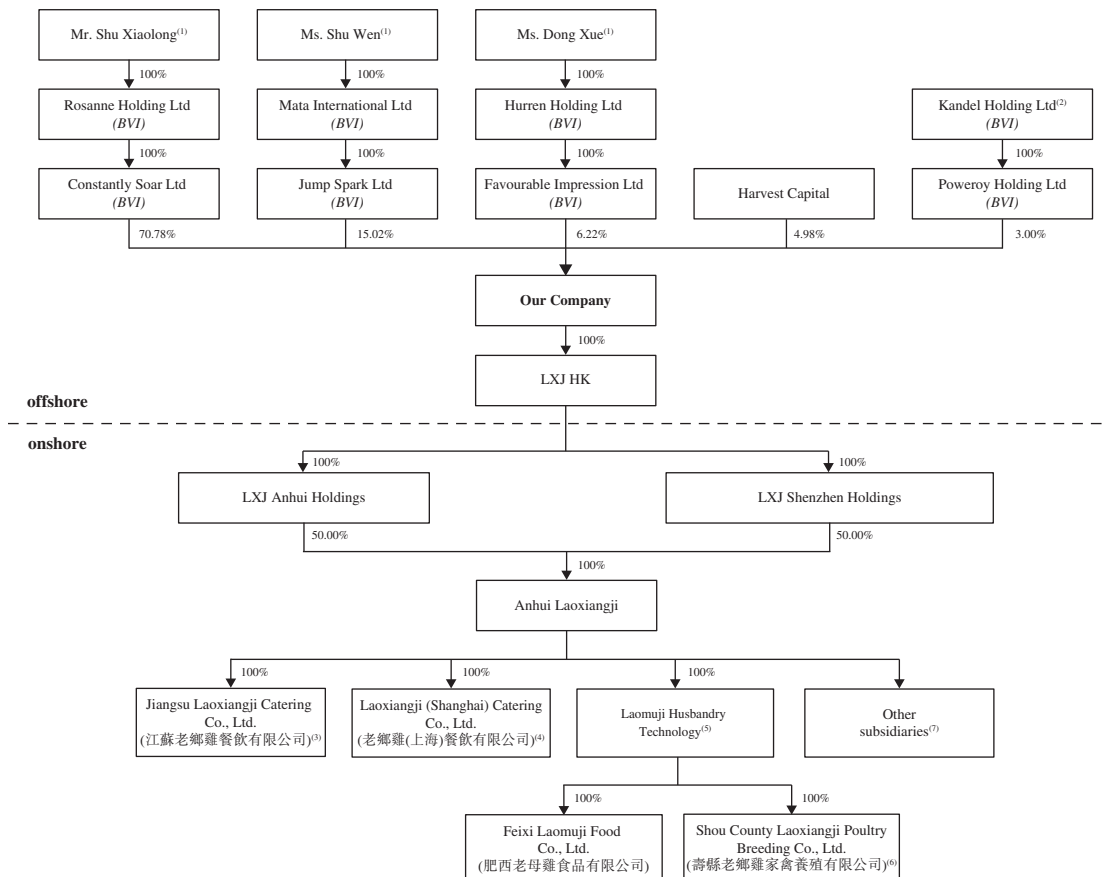 Mr. Shu Xiaolong(1)
Ms. Shu Wen(1)
Ms. Dong Xue(1)
100%
100%
100%
Rosanne Holding Ltd
(BVI)
Mata International Ltd
(BVI)
Hurren Holding Ltd
(BVI)
Kandel Holding Ltd(2)
(BVI)
100%
100%
100%
100%
Constantly Soar Ltd
(BVI)
Jump Spark Ltd
(BVI)
Favourable Impression Ltd
(BVI)
Harvest Capital
Poweroy Holding Ltd
(BVI)
70.78%
15.02%
6.22%
4.98%
3.00%
Our Company
100%
LXJ HK
offshore
onshore
100%
100%
LXJ Anhui Holdings
LXJ Shenzhen Holdings
50.00%
50.00%
100%
Anhui Laoxiangji
100%
100%
100%
100%
Jiangsu Laoxiangji Catering
Co., Ltd.
(江蘇老鄉雞餐飲有限公司)(3)
Laoxiangji (Shanghai) Catering
Co., Ltd.
(老鄉雞(上海)餐飲有限公司)(4)
Laomuji Husbandry
Technology(5)
Other
subsidiaries(7)
100%
100%
Feixi Laomuji Food
Co., Ltd.
(肥西老母雞食品有限公司)
Shou County Laoxiangji Poultry
Breeding Co., Ltd.
(壽縣老鄉雞家禽養殖有限公司)(6)